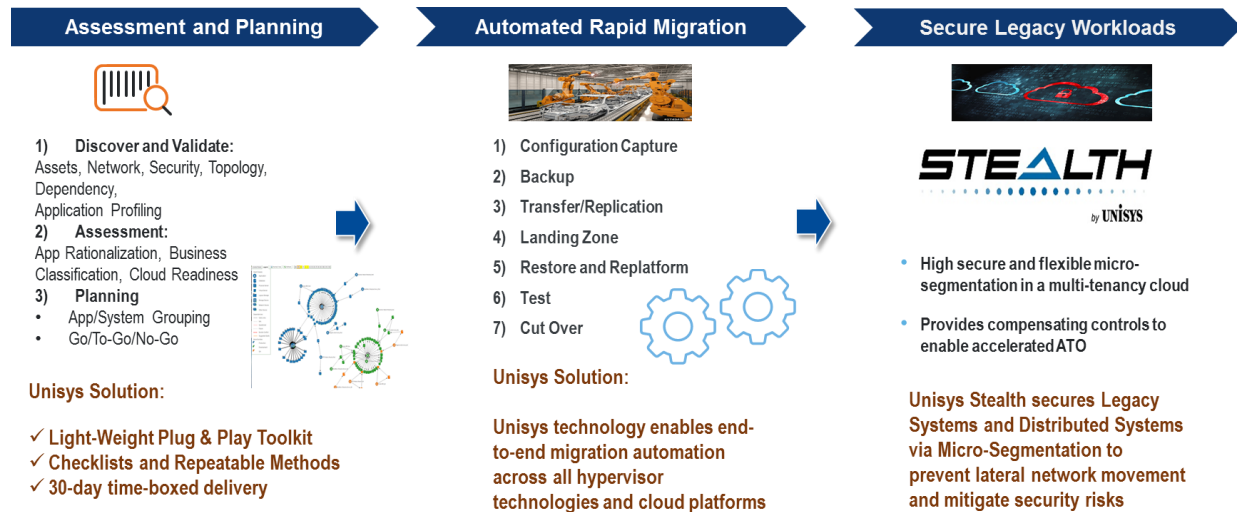 Assessment and Planning
1) Discover and Validate:
Assets, Network, Security, Topology,
Dependency,
Application Profiling
2) Assessment:
App Rationalization, Business
Classification, Cloud Readiness
3) Planning
• App/System Grouping
• Go/To-Go/No-Go
Unisys Solution:
✓ Light-Weight Plug & Play Toolkit
✓ Checklists and Repeatable Methods
✓ 30-day time-boxed delivery
Automated Rapid Migration
1) Configuration Capture
2) Backup
3) Transfer/Replication
4) Landing Zone
5) Restore and Replatform
6) Test
7) Cut Over
Unisys Solution:
Unisys technology enables end-
to-end migration automation
across all hypervisor
technologies and cloud platforms
Secure Legacy Workloads
STEALTH
by UNISYS
• High secure and flexible micro-
segmentation in a multi-tenancy cloud
• Provides compensating controls to
enable accelerated ATO
Unisys Stealth secures Legacy
Systems and Distributed Systems
via Micro-Segmentation to
prevent lateral network movement
and mitigate security risks